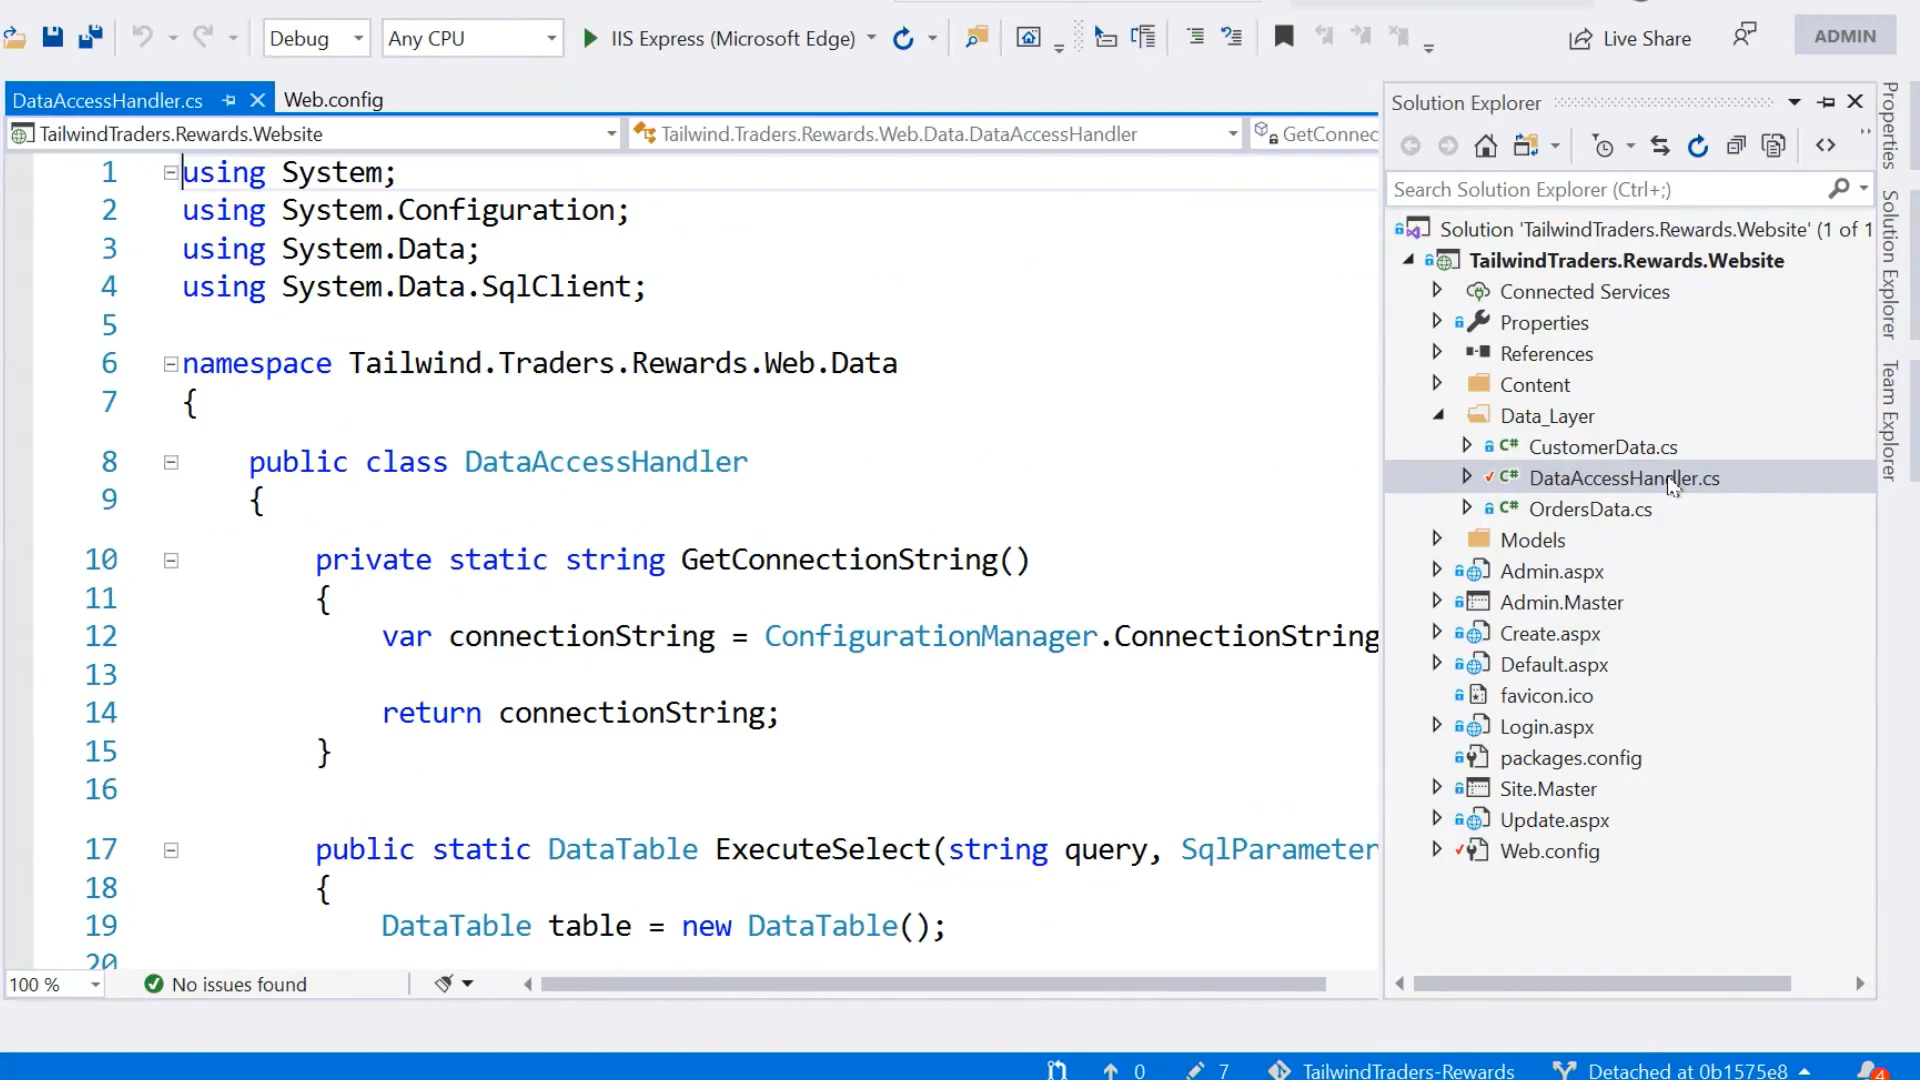 Debug
Any CPU
IIS Express (Microsoft Edge)
Live Share
ADMIN
DataAccessHandler.cs
Web.config
TailwindTraders.Rewards.Website
Tailwind.Traders.Rewards.Web.Data.DataAccessHandler
GetConnec
1 using System;
2 using System.Configuration;
3 using System.Data;
4 using System.Data.SqlClient;
5
6 namespace Tailwind.Traders.Rewards.Web.Data
7 {
8 public class DataAccessHandler
9 {
10 private static string GetConnectionString()
11 {
12 var connectionString = ConfigurationManager.ConnectionString
13
14 return connectionString;
15 }
16
17 public static DataTable ExecuteSelect(string query, SqlParameter
18 {
19 DataTable table = new DataTable();
20
100 %
No issues found
Solution Explorer
Search Solution Explorer (Ctrl+;)
Solution 'TailwindTraders.Rewards.Website' (1 of 1
TailwindTraders.Rewards.Website
Connected Services
Properties
References
Content
Data_Layer
C# CustomerData.cs
C# DataAccessHandler.cs
C# OrdersData.cs
Models
Admin.aspx
Admin.Master
Create.aspx
Default.aspx
favicon.ico
Login.aspx
packages.config
Site.Master
Update.aspx
Web.config
Properties
Solution Explorer
Team Explorer
0
7
TailwindTraders-Rewards
Detached at 0b1575e8
4